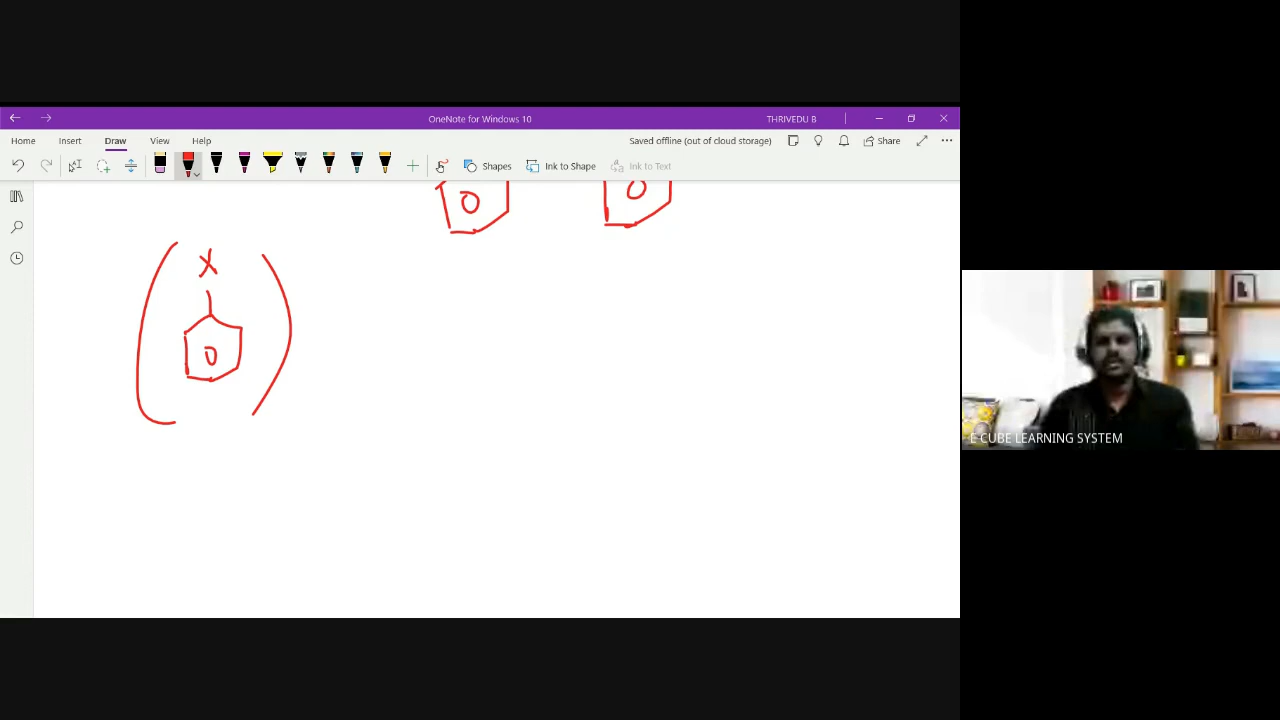 OneNote for Windows 10
THRIVEDU B
Home Insert Draw View Help
Saved offline (out of cloud storage)
Share
Shapes
Ink to Shape
Ink to Text
X
E CUBE LEARNING SYSTEM